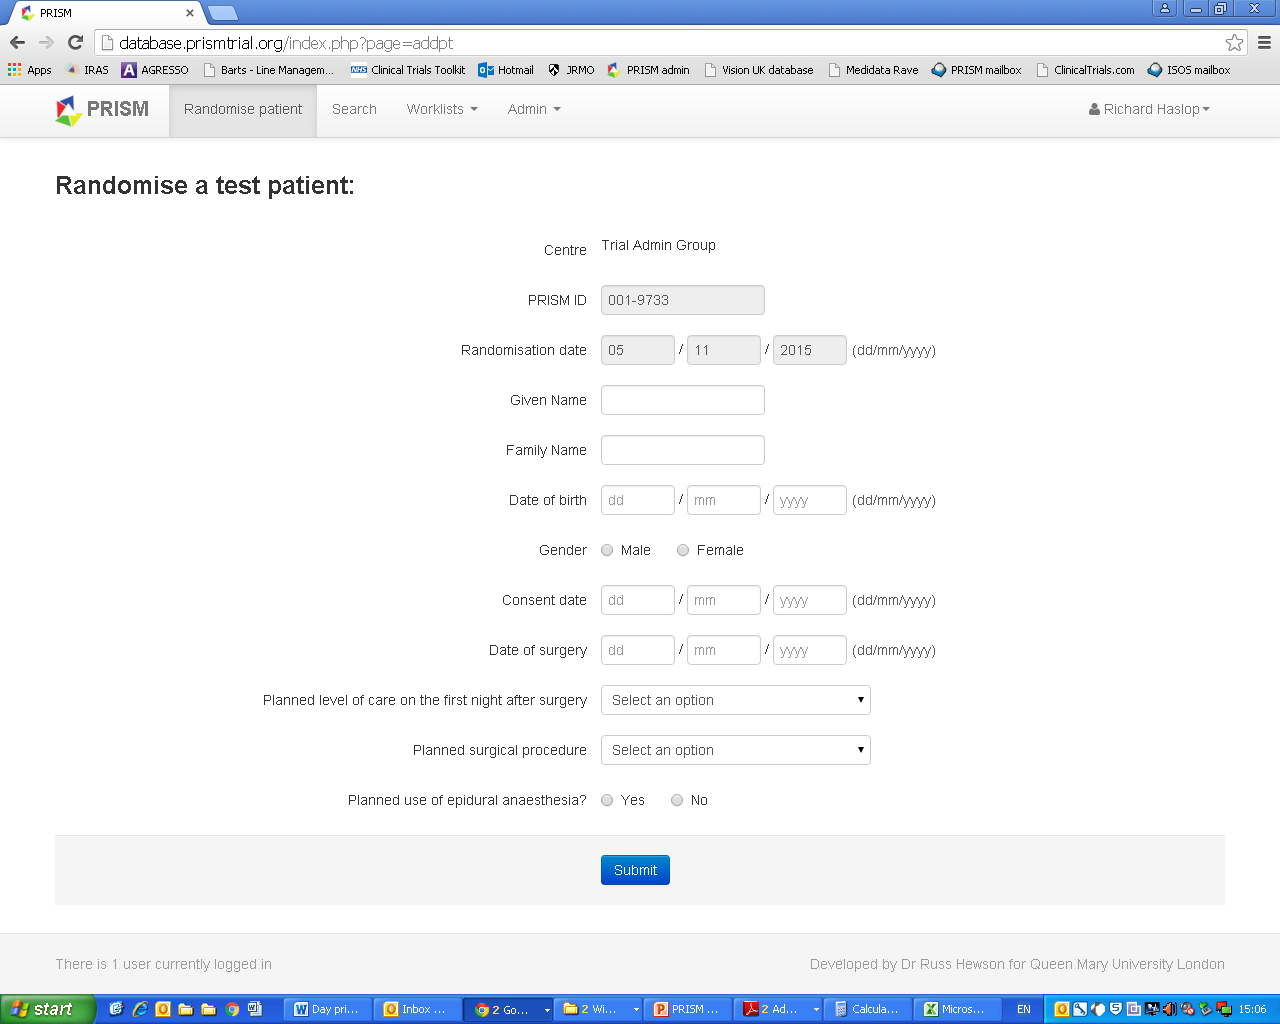 PRISM
database.prismtrial.org/index.php?page=addpt
Apps IRAS AGRESSO Barts - Line Managem... NHS Clinical Trials Toolkit Hotmail JRMO PRISM admin Vision UK database Medidata Rave PRISM mailbox ClinicalTrials.com ISOS mailbox
PRISM Randomise patient Search Worklists Admin Richard Haslop
Randomise a test patient:
Centre Trial Admin Group
PRISM ID 001-9733
Randomisation date 05 / 11 / 2015 (dd/mm/yyyy)
Given Name
Family Name
Date of birth dd / mm / yyyy (dd/mm/yyyy)
Gender Male Female
Consent date dd / mm / yyyy (dd/mm/yyyy)
Date of surgery dd / mm / yyyy (dd/mm/yyyy)
Planned level of care on the first night after surgery Select an option
Planned surgical procedure Select an option
Planned use of epidural anaesthesia? Yes No
Submit
There is 1 user currently logged in Developed by Dr Russ Hewson for Queen Mary University London
start Day pri... Inbox ... 2 Go... 2 Wi... PRISM ... 2 Ad... Calcula... Micros... EN 15:06